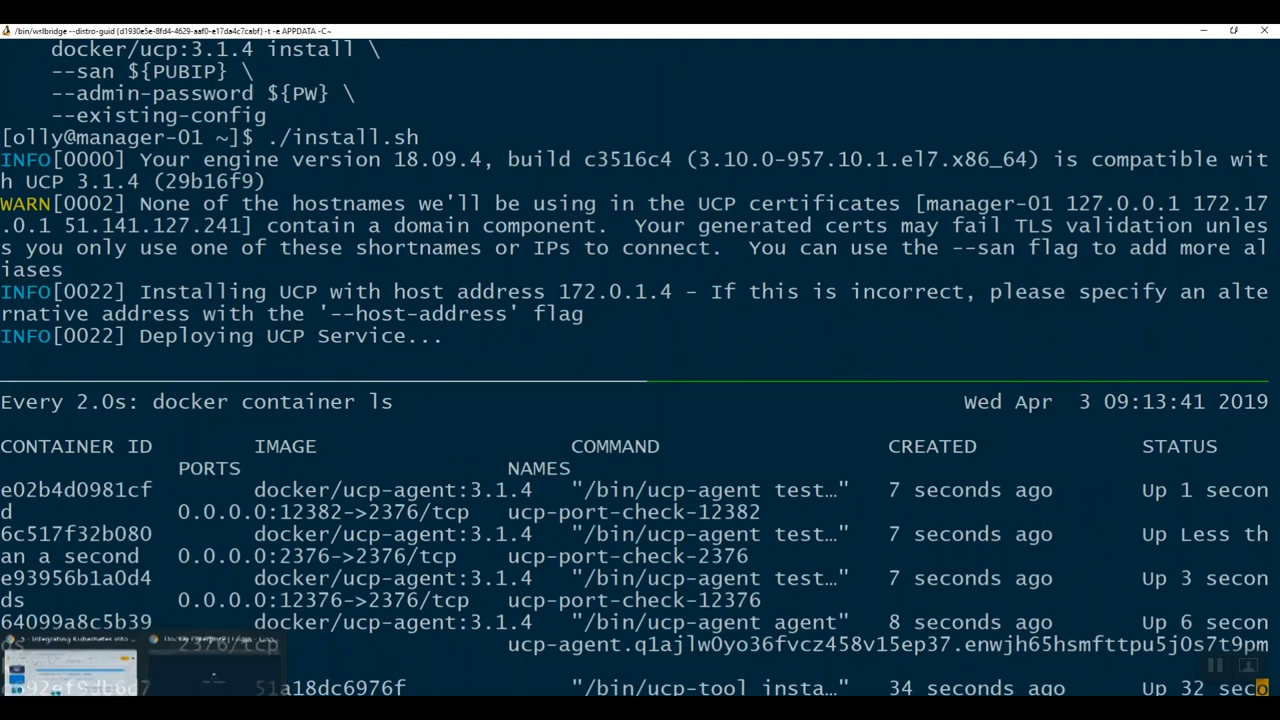 /bin/wslbridge --distro-guid {d1930e5e-8fd4-4629-aaf0-e17da4c7cabf} -t -e APPDATA -C~
docker/ucp:3.1.4 install \
--san ${PUBIP} \
--admin-password ${PW} \
--existing-config
[olly@manager-01 ~]$ ./install.sh
INFO[0000] Your engine version 18.09.4, build c3516c4 (3.10.0-957.10.1.el7.x86_64) is compatible wit
h UCP 3.1.4 (29b16f9)
WARN[0002] None of the hostnames we'll be using in the UCP certificates [manager-01 127.0.0.1 172.17
.0.1 51.141.127.241] contain a domain component.  Your generated certs may fail TLS validation unles
s you only use one of these shortnames or IPs to connect.  You can use the --san flag to add more al
iases
INFO[0022] Installing UCP with host address 172.0.1.4 - If this is incorrect, please specify an alte
rnative address with the '--host-address' flag
INFO[0022] Deploying UCP Service...
Every 2.0s: docker container ls Wed Apr  3 09:13:41 2019
CONTAINER ID IMAGE COMMAND CREATED STATUS
PORTS NAMES
e02b4d0981cf docker/ucp-agent:3.1.4 "/bin/ucp-agent test…" 7 seconds ago Up 1 secon
d 0.0.0.0:12382->2376/tcp ucp-port-check-12382
6c517f32b080 docker/ucp-agent:3.1.4 "/bin/ucp-agent test…" 7 seconds ago Up Less th
an a second 0.0.0.0:2376->2376/tcp ucp-port-check-2376
e93956b1a0d4 docker/ucp-agent:3.1.4 "/bin/ucp-agent test…" 7 seconds ago Up 3 secon
ds 0.0.0.0:12376->2376/tcp ucp-port-check-12376
64099a8c5b39 docker/ucp-agent:3.1.4 "/bin/ucp-agent agent" 8 seconds ago Up 6 secon
ds 2376/tcp ucp-agent.q1ajlw0yo36fvcz458v15ep37.enwjh65hsmfttpu5j0s7t9pm
51a18dc6976f "/bin/ucp-tool insta… 34 seconds ago Up 32 seco